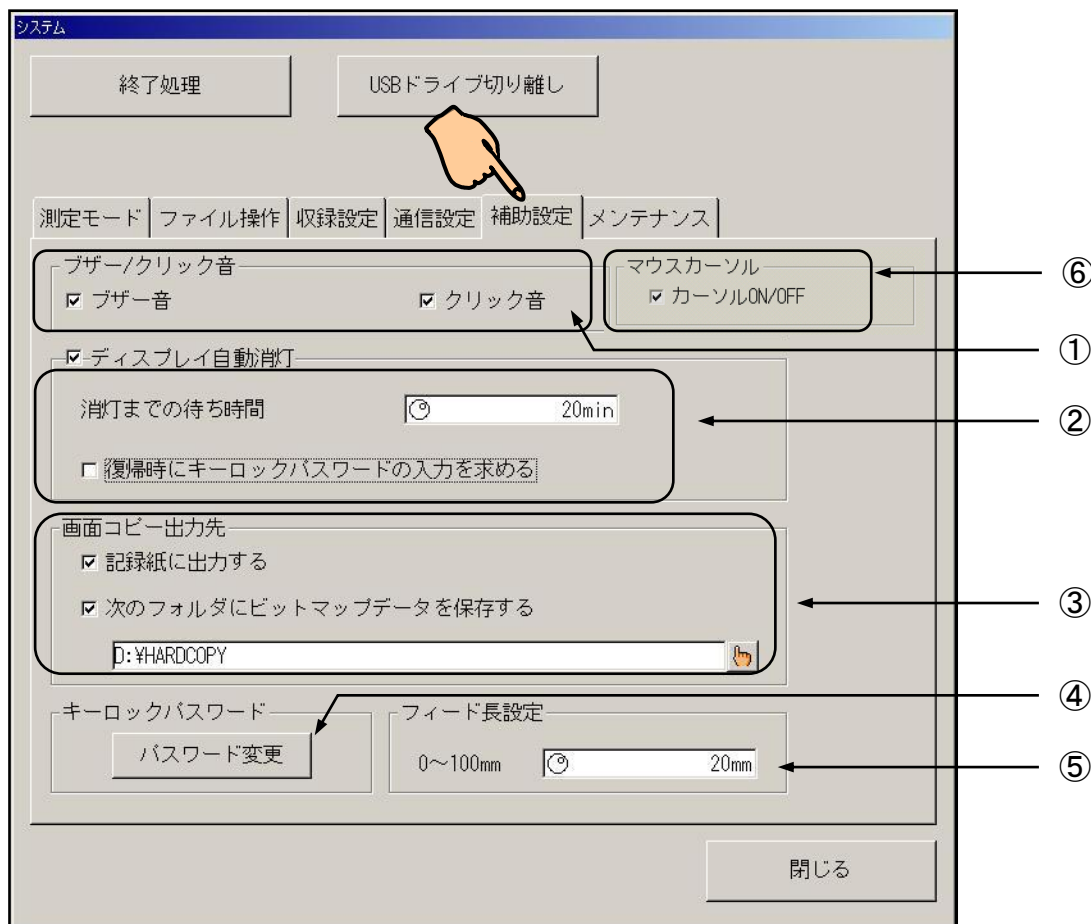 システム
終了処理 USBドライブ切り離し
測定モード ファイル操作 収録設定 通信設定 補助設定 メンテナンス
ブザー/クリック音 マウスカーソル ⑥
ブザー音 クリック音 カーソルON/OFF
①
ディスプレイ自動消灯
消灯までの待ち時間 20min ②
復帰時にキーロックパスワードの入力を求める
画面コピー出力先
記録紙に出力する
次のフォルダにビットマップデータを保存する ③
D:¥HARDCOPY
キーロックパスワード フィード長設定 ④
パスワード変更 0～100mm 20mm ⑤
閉じる